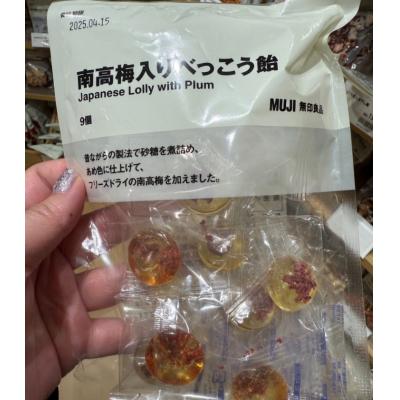 2025.04.15
南高梅入りべっこう飴
Japanese Lolly with Plum
MUJI 無印良品
9個
昔ながらの製法で砂糖を煮詰め、
あめ色に仕上げて、
フリーズドライの南高梅を加えました。